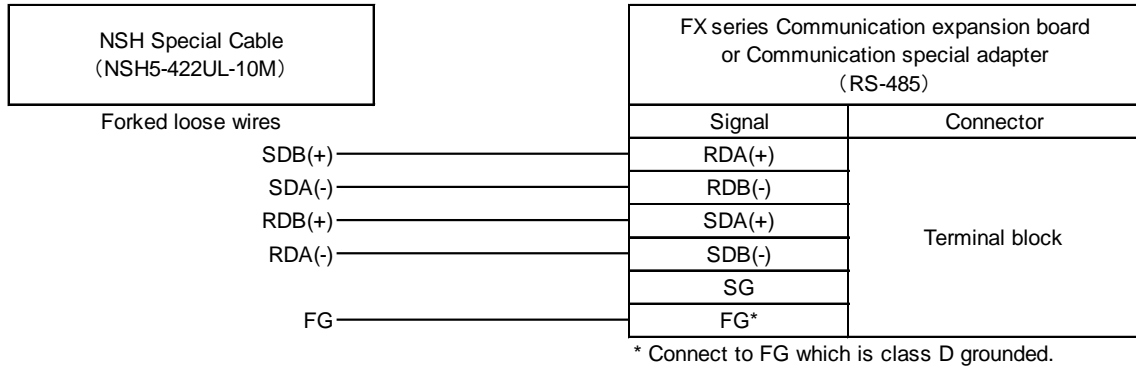 NSH Special Cable
（NSH5-422UL-10M）
FX series Communication expansion board
or Communication special adapter
（RS-485）
Forked loose wires
Signal Connector
SDB(+) RDA(+)
SDA(-) RDB(-)
RDB(+) SDA(+)
RDA(-) SDB(-)
Terminal block
SG
FG FG*
* Connect to FG which is class D grounded.